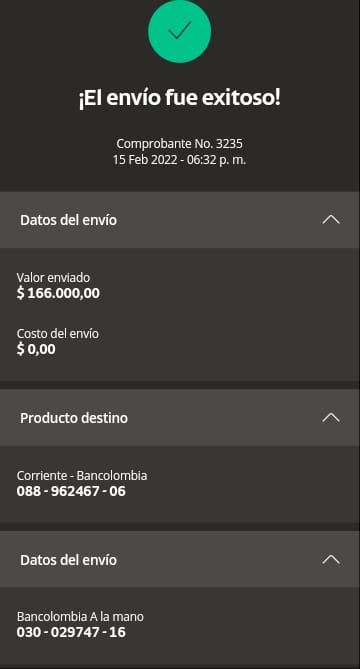 ¡El envío fue exitoso!
Comprobante No. 3235
15 Feb 2022 - 06:32 p. m.
Datos del envío
Valor enviado
$ 166.000,00
Costo del envío
$ 0,00
Producto destino
Corriente - Bancolombia
088 - 962467 - 06
Datos del envío
Bancolombia A la mano
030 - 029747 - 16